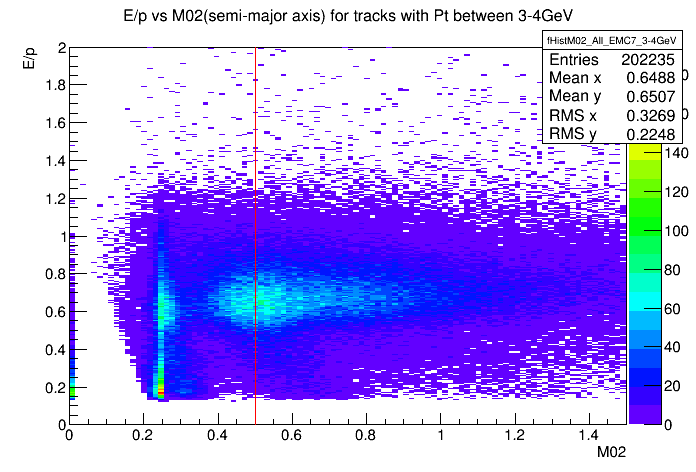 E/p vs M02(semi-major axis) for tracks with Pt between 3-4GeV
fHistM02_All_EMC7_3-4GeV
Entries 202235
Mean x 0.6488
Mean y 0.6507
RMS x 0.3269
RMS y 0.2248
E/p
2
1.8
1.6
1.4
1.2
1
0.8
0.6
0.4
0.2
0
140
120
100
80
60
40
20
0
0 0.2 0.4 0.6 0.8 1 1.2 1.4
M02